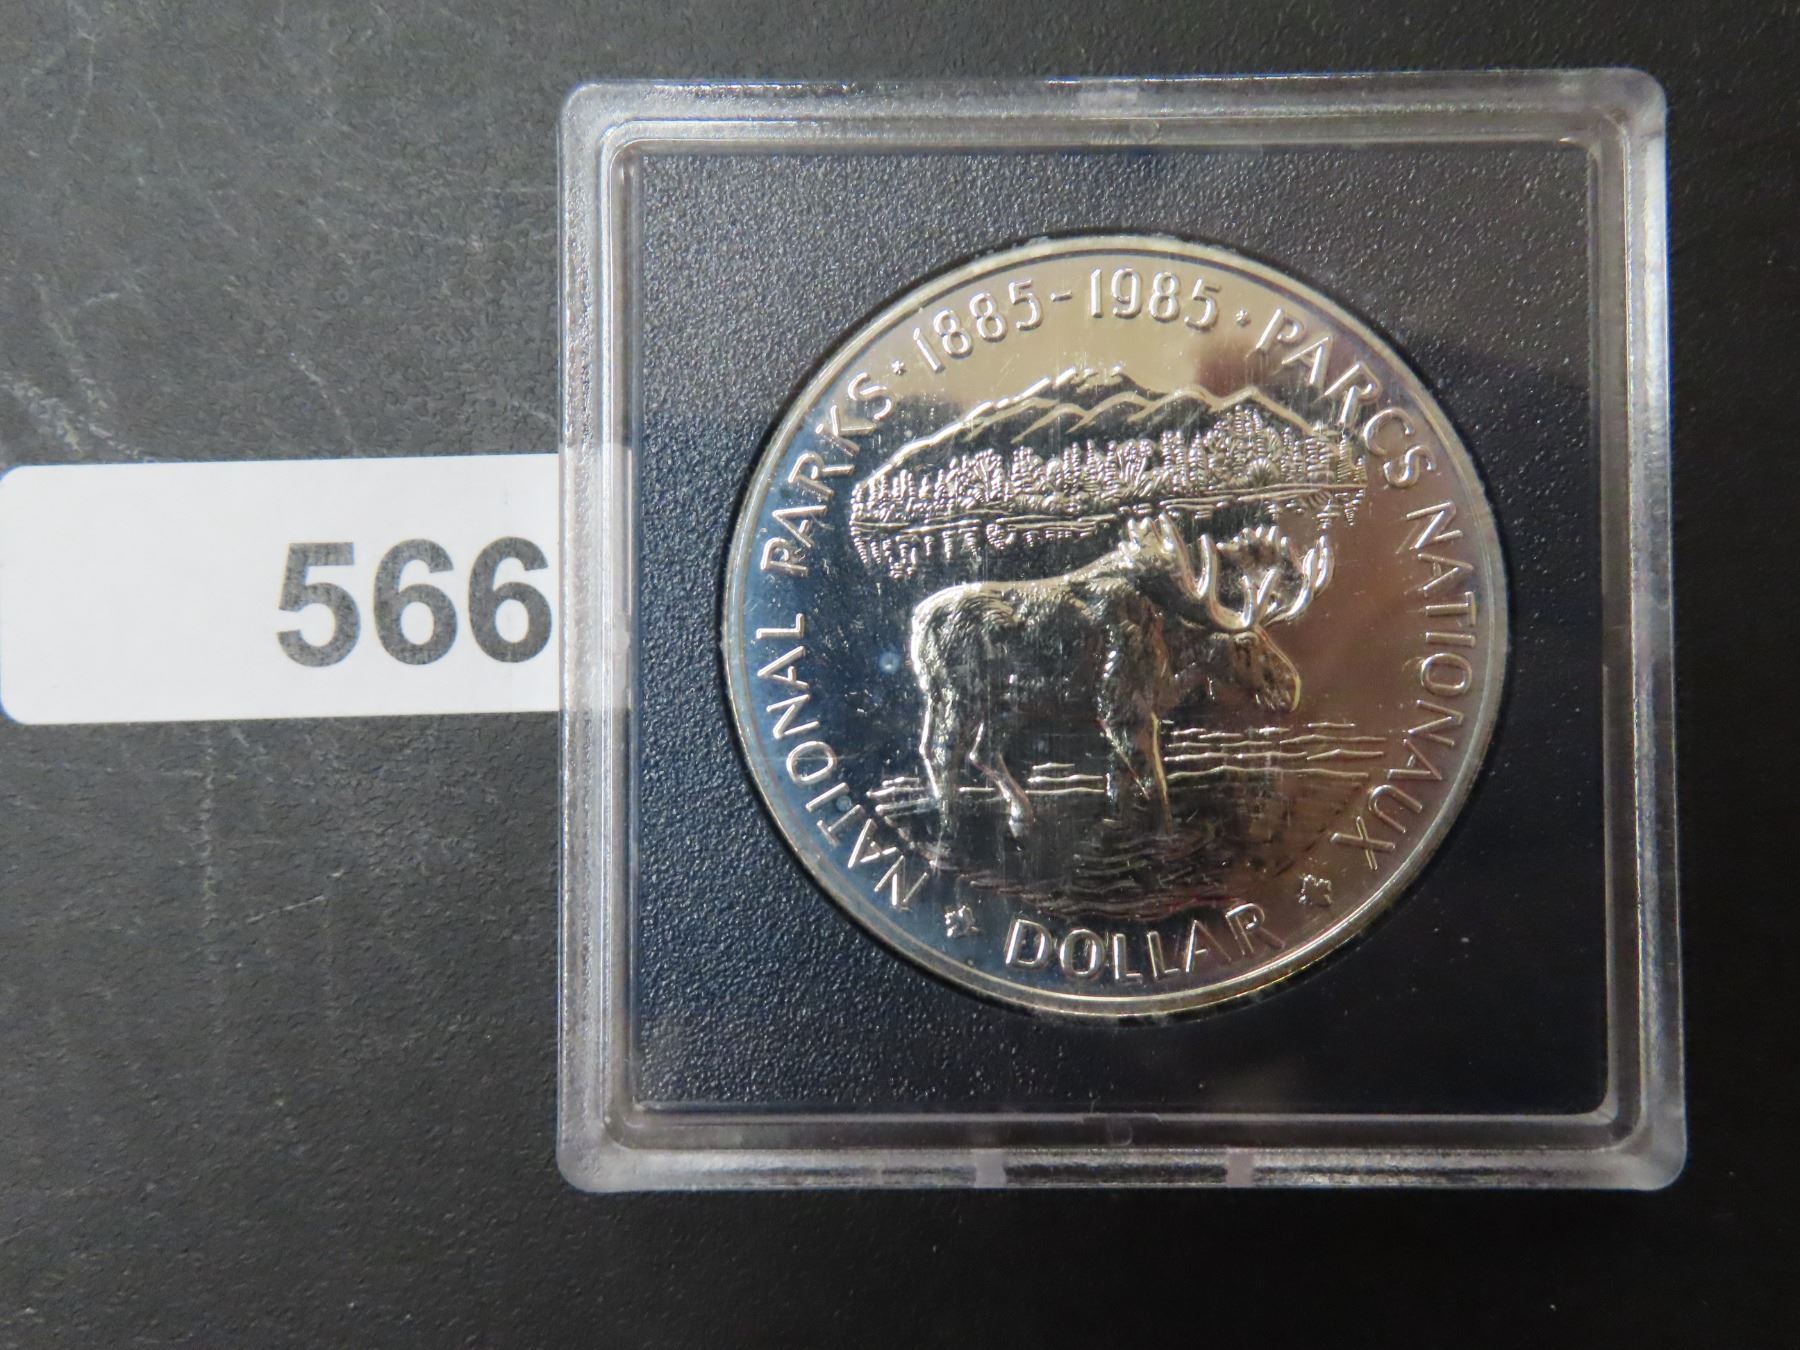 566
NATIONAL PARKS · 1885-1985 · PARCS NATIONAUX
DOLLAR